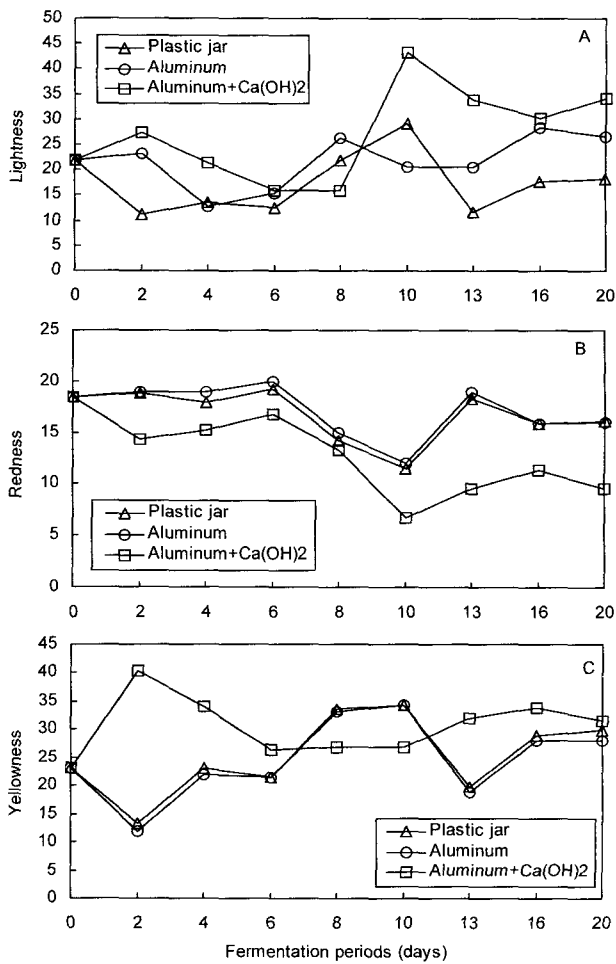 A
50
45
40
35
30
25
20
15
10
5
0
Lightness
Plastic jar
Aluminum
Aluminum+Ca(OH)2
0 2 4 6 8 10 13 16 20
B
25
20
15
10
5
0
Redness
Plastic jar
Aluminum
Aluminum+Ca(OH)2
0 2 4 6 8 10 13 16 20
C
45
40
35
30
25
20
15
10
5
0
Yellowness
Plastic jar
Aluminum
Aluminum+Ca(OH)2
0 2 4 6 8 10 13 16 20
Fermentation periods (days)